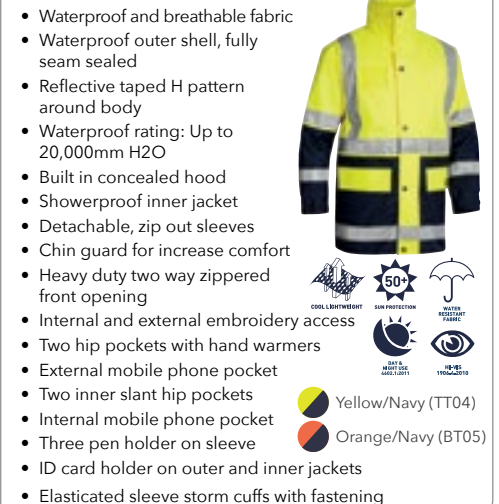 • Waterproof and breathable fabric
• Waterproof outer shell, fully
seam sealed
• Reflective taped H pattern
around body
• Waterproof rating: Up to
20,000mm H2O
• Built in concealed hood
• Showerproof inner jacket
• Detachable, zip out sleeves
• Chin guard for increase comfort
• Heavy duty two way zippered
front opening
• Internal and external embroidery access
• Two hip pockets with hand warmers
• External mobile phone pocket
• Two inner slant hip pockets
• Internal mobile phone pocket
• Three pen holder on sleeve
• ID card holder on outer and inner jackets
• Elasticated sleeve storm cuffs with fastening
COOL LIGHTWEIGHT
50+
SUN PROTECTION
WATER
RESISTANT
FABRIC
DAY &
NIGHT USE
4602.1:2011
HI-VIS
Yellow/Navy (TT04)
Orange/Navy (BT05)